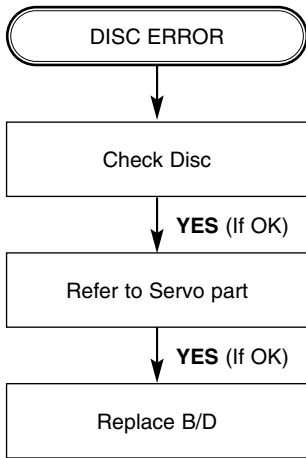 DISC ERROR
Check Disc
YES (If OK)
Refer to Servo part
YES (If OK)
Replace B/D